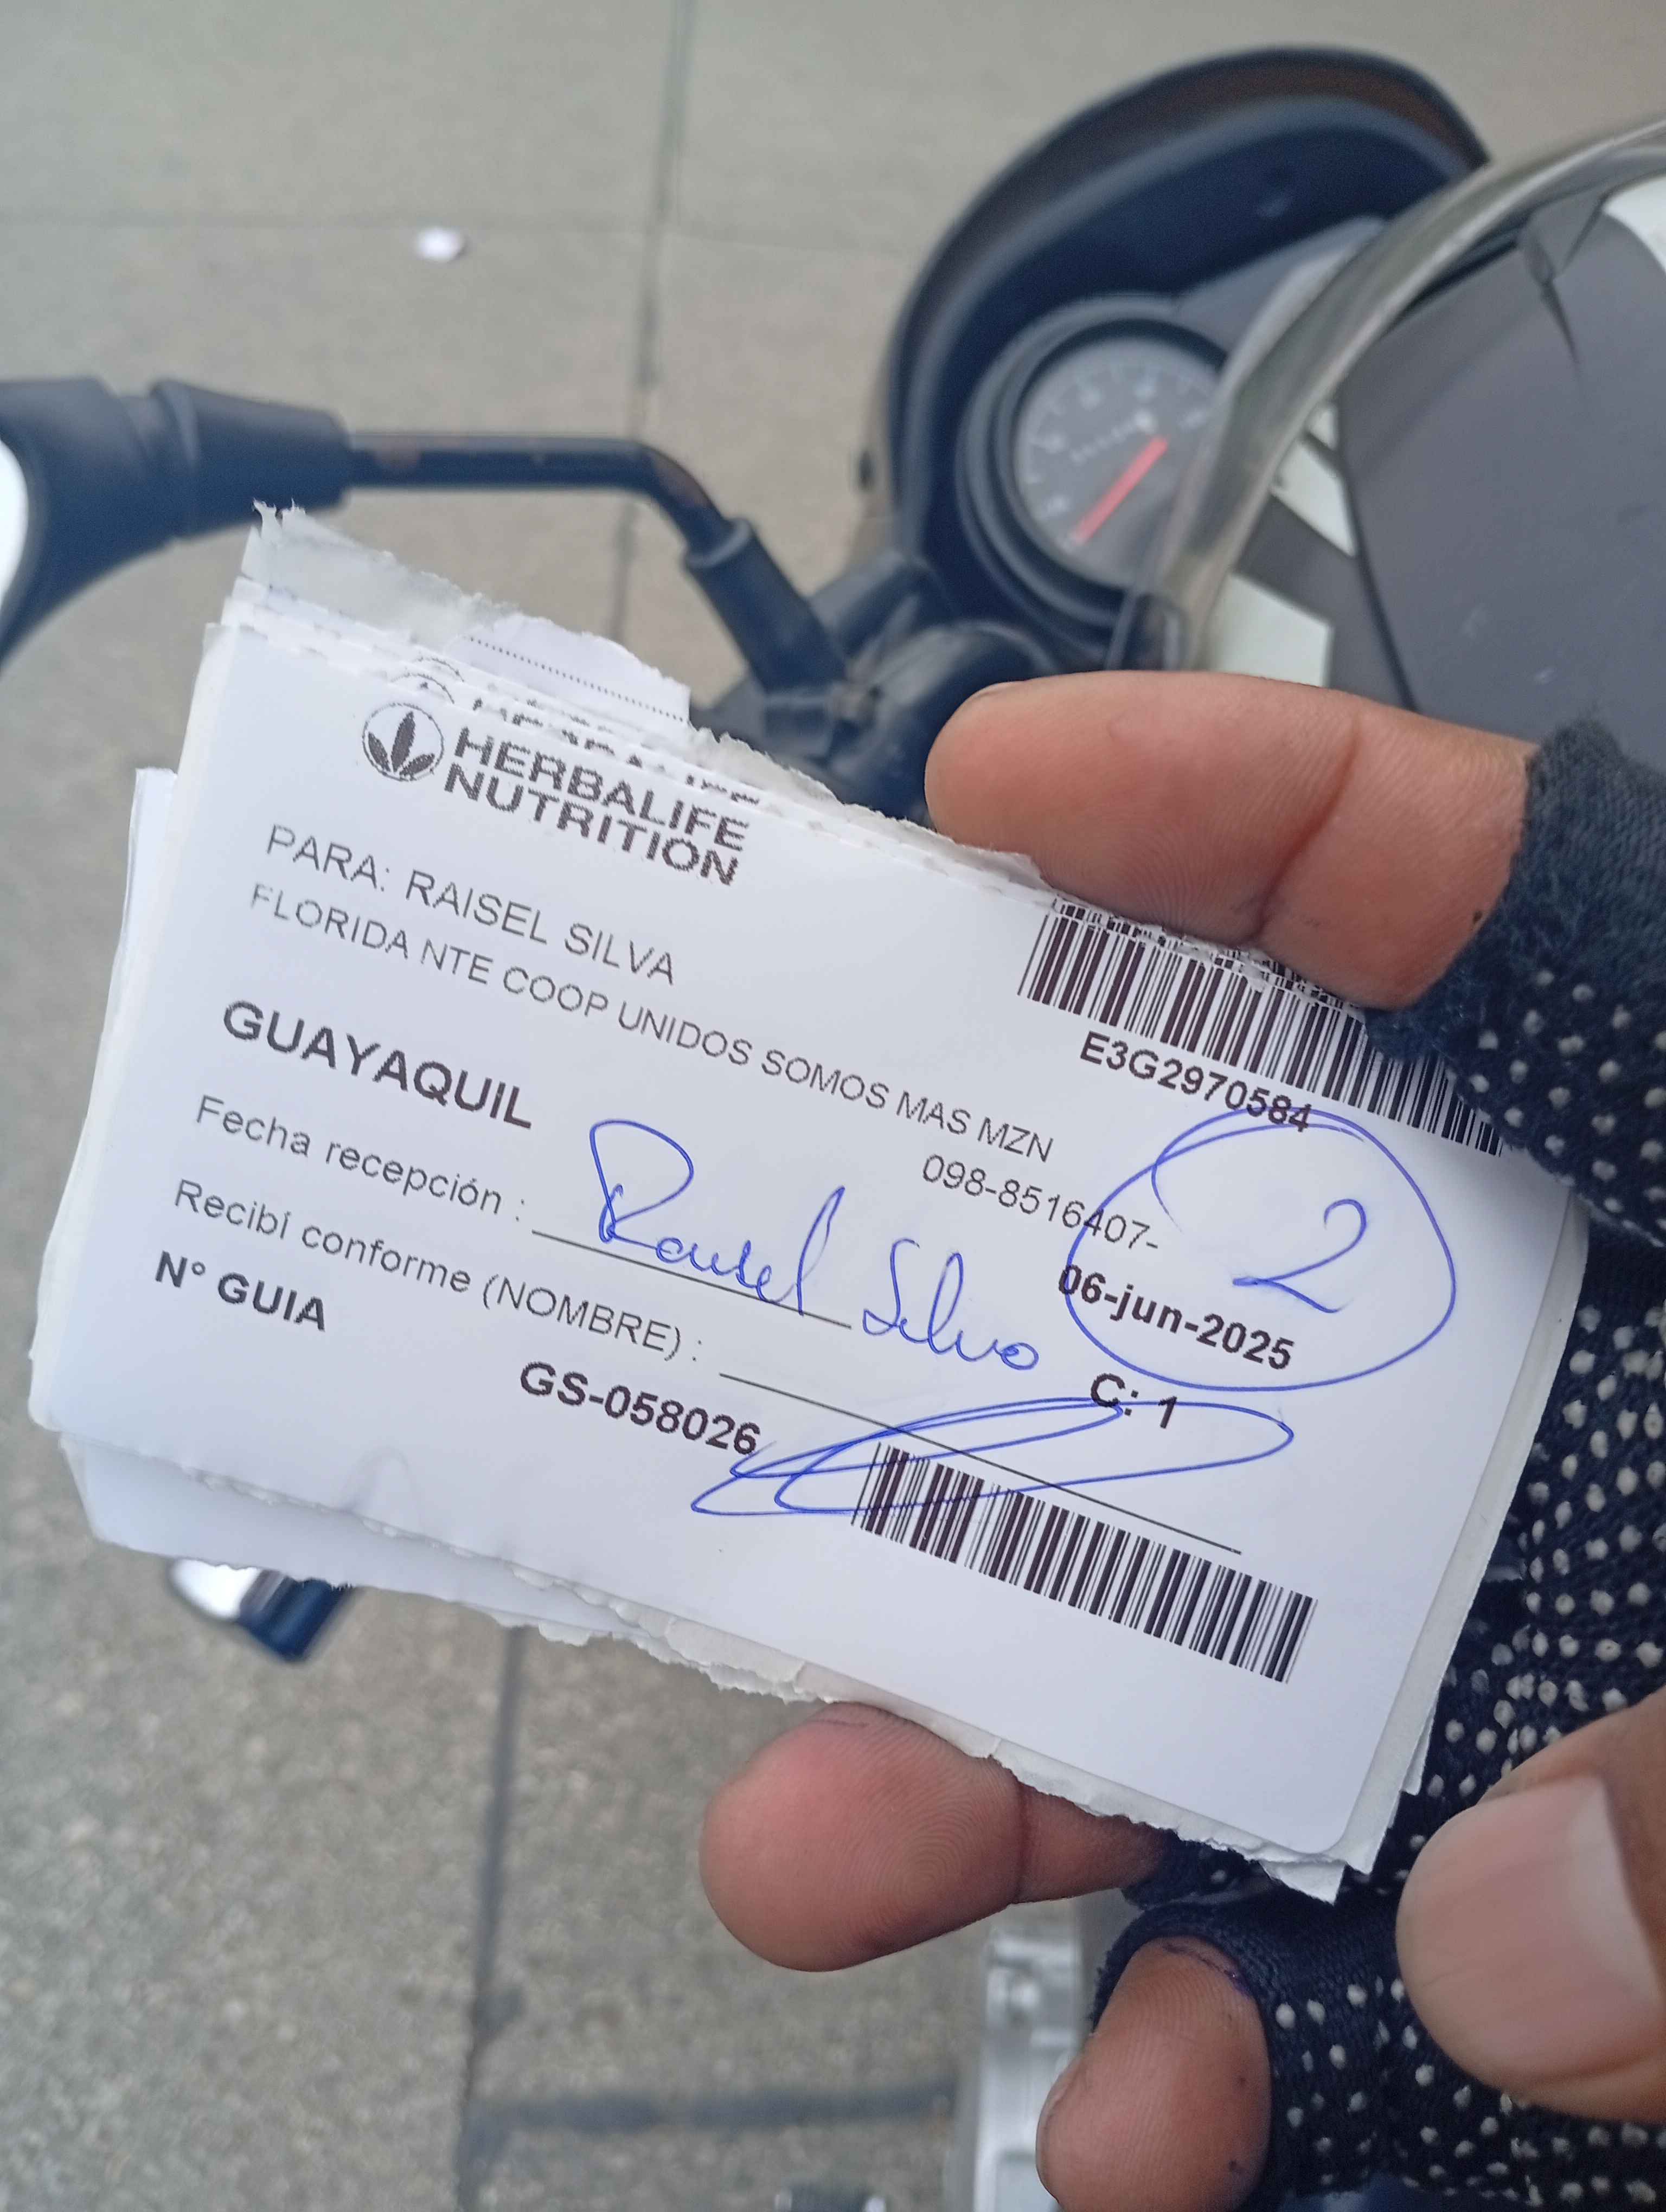 HERBALIFE
NUTRITION
PARA: RAISEL SILVA
FLORIDA NTE COOP UNIDOS SOMOS MAS MZN
E3G2970584
GUAYAQUIL
098-8516407-
2
Fecha recepción : Raisel Silva
06-jun-2025
Recibí conforme (NOMBRE) :
C: 1
N° GUIA
GS-058026